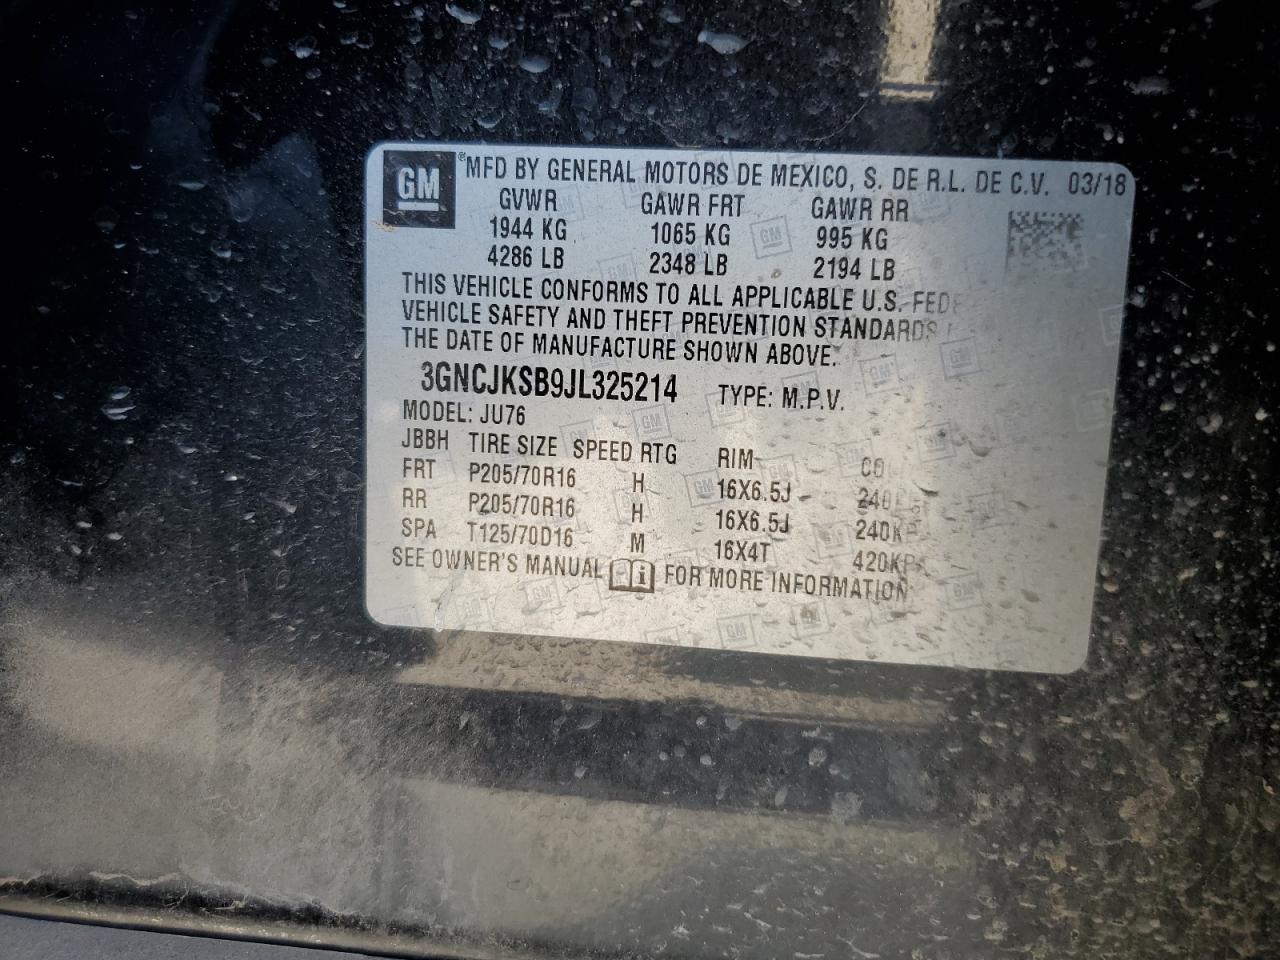 GM ® MFD BY GENERAL MOTORS DE MEXICO, S. DE R.L. DE C.V. 03/18
GVWR GAWR FRT GAWR RR
1944 KG 1065 KG 995 KG
4286 LB 2348 LB 2194 LB
THIS VEHICLE CONFORMS TO ALL APPLICABLE U.S.
VEHICLE SAFETY AND THEFT PREVENTION STANDARDS
THE DATE OF MANUFACTURE SHOWN ABOVE.
3GNCJKSB9JL325214 TYPE: M.P.V.
MODEL: JU76
JBBH TIRE SIZE SPEED RTG RIM
FRT P205/70R16 H 16X6.5J
RR P205/70R16 H 16X6.5J 240KP
SPA T125/70D16 M 16X4T 420KP
SEE OWNER'S MANUAL FOR MORE INFORMATION